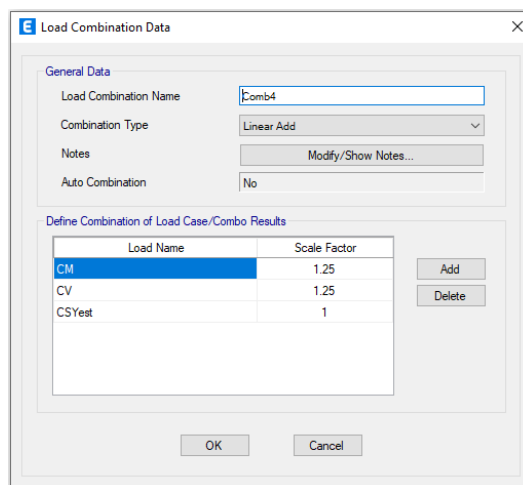 E Load Combination Data
General Data
Load Combination Name Comb4
Combination Type Linear Add
Notes Modify/Show Notes...
Auto Combination No
Define Combination of Load Case/Combo Results
Load Name Scale Factor
CM 1.25 Add
CV 1.25 Delete
CSYest 1
OK Cancel